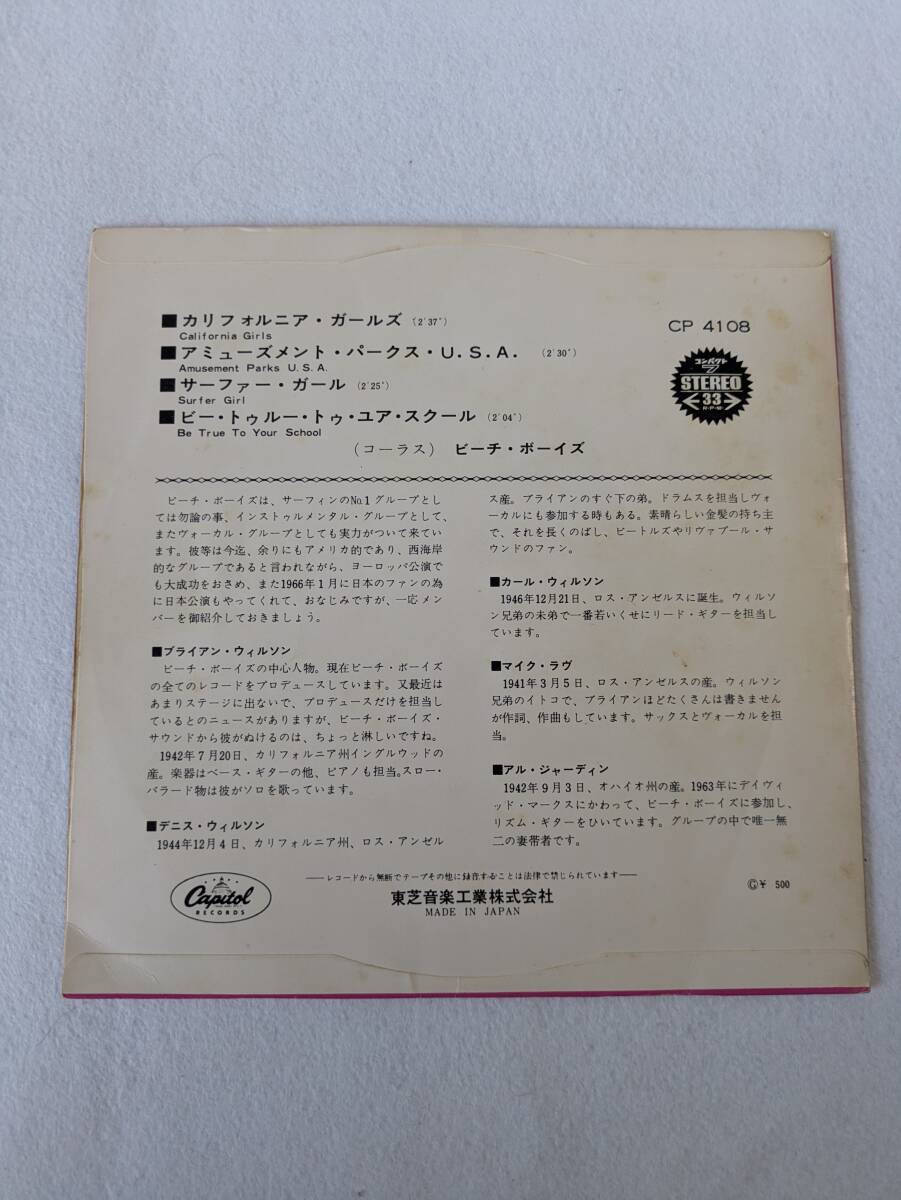 ■カリフォルニア・ガールズ (2'37")
California Girls
■アミューズメント・パークス・U.S.A. (2'30")
Amusement Parks U.S.A.
■サーファー・ガール (2'25")
Surfer Girl
■ビー・トゥルー・トゥ・ユア・スクール (2'04")
Be True To Your School
(コーラス) ビーチ・ボーイズ
CP 4108
コンパクト
7
STEREO
33
R・P・M
ビーチ・ボーイズは、サーフィンのNo.1グループとし
ては勿論の事、インストゥルメンタル・グループとして、
またヴォーカル・グループとしても実力がついて来てい
ます。彼等は今迄、余りにもアメリカ的であり、西海岸
的なグループであると言われながら、ヨーロッパ公演で
も大成功をおさめ、また1966年1月に日本のファンの為
に日本公演もやってくれて、おなじみですが、一応メン
バーを御紹介しておきましょう。
■ブライアン・ウィルソン
ビーチ・ボーイズの中心人物。現在ビーチ・ボーイズ
の全てのレコードをプロデュースしています。又最近は
あまりステージに出ないで、プロデュースだけを担当し
ているとのニュースがありますが、ビーチ・ボーイズ・
サウンドから彼がぬけるのは、ちょっと淋しいですね。
1942年7月20日、カリフォルニア州イングルウッドの
産。楽器はベース・ギターの他、ピアノも担当。スロー・
バラード物は彼がソロを歌っています。
■デニス・ウィルソン
1944年12月4日、カリフォルニア州、ロス・アンゼル
ス産。ブライアンのすぐ下の弟。ドラムスを担当しヴォ
ーカルにも参加する時もある。素晴らしい金髪の持ち主
で、それを長くのばし、ビートルズやリヴァプール・サ
ウンドのファン。
■カール・ウィルソン
1946年12月21日、ロス・アンゼルスに誕生。ウィルソ
ン兄弟の末弟で一番若いくせにリード・ギターを担当し
ています。
■マイク・ラヴ
1941年3月5日、ロス・アンゼルスの産。ウィルソン
兄弟のイトコで、ブライアンほどたくさんは書きません
が作詞、作曲もしています。サックスとヴォーカルを担
当。
■アル・ジャーディン
1942年9月3日、オハイオ州の産。1963年にデイヴィ
ッド・マークスにかわって、ビーチ・ボーイズに参加し、
リズム・ギターをひいています。グループの中で唯一無
二の妻帯者です。
Capitol
RECORDS
――レコードから無断でテープその他に録音することは法律で禁じられています――
東芝音楽工業株式会社
MADE IN JAPAN
Ⓖ¥ 500